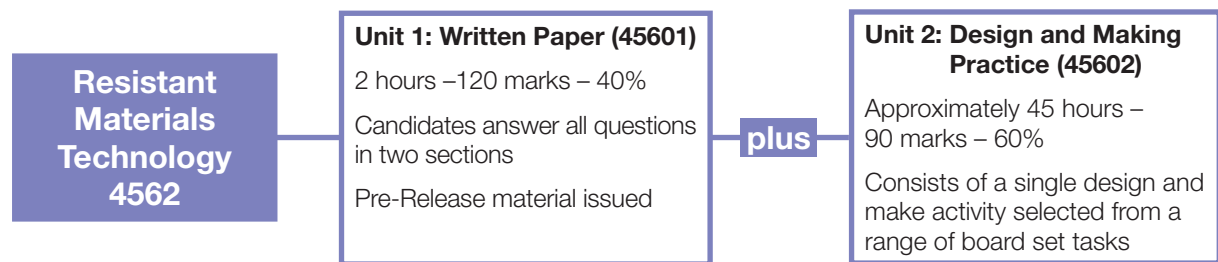 Resistant
Materials
Technology
4562
Unit 1: Written Paper (45601)
2 hours –120 marks – 40%
Candidates answer all questions
in two sections
Pre-Release material issued
plus
Unit 2: Design and Making
Practice (45602)
Approximately 45 hours –
90 marks – 60%
Consists of a single design and
make activity selected from a
range of board set tasks